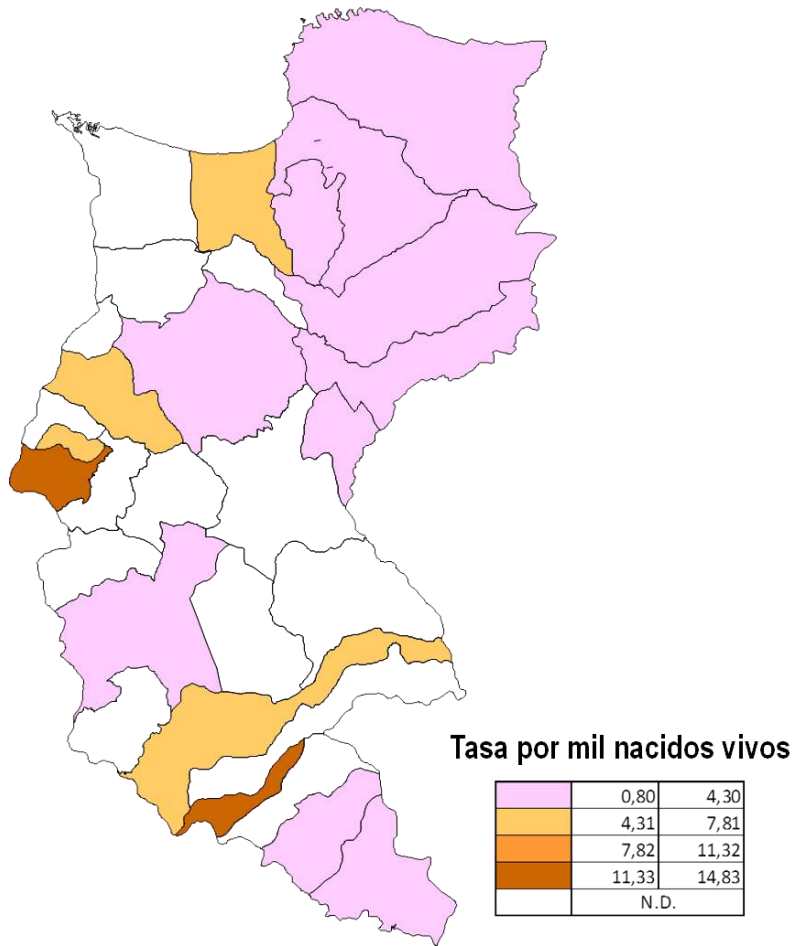 Tasa por mil nacidos vivos
0,80 4,30
4,31 7,81
7,82 11,32
11,33 14,83
N.D.